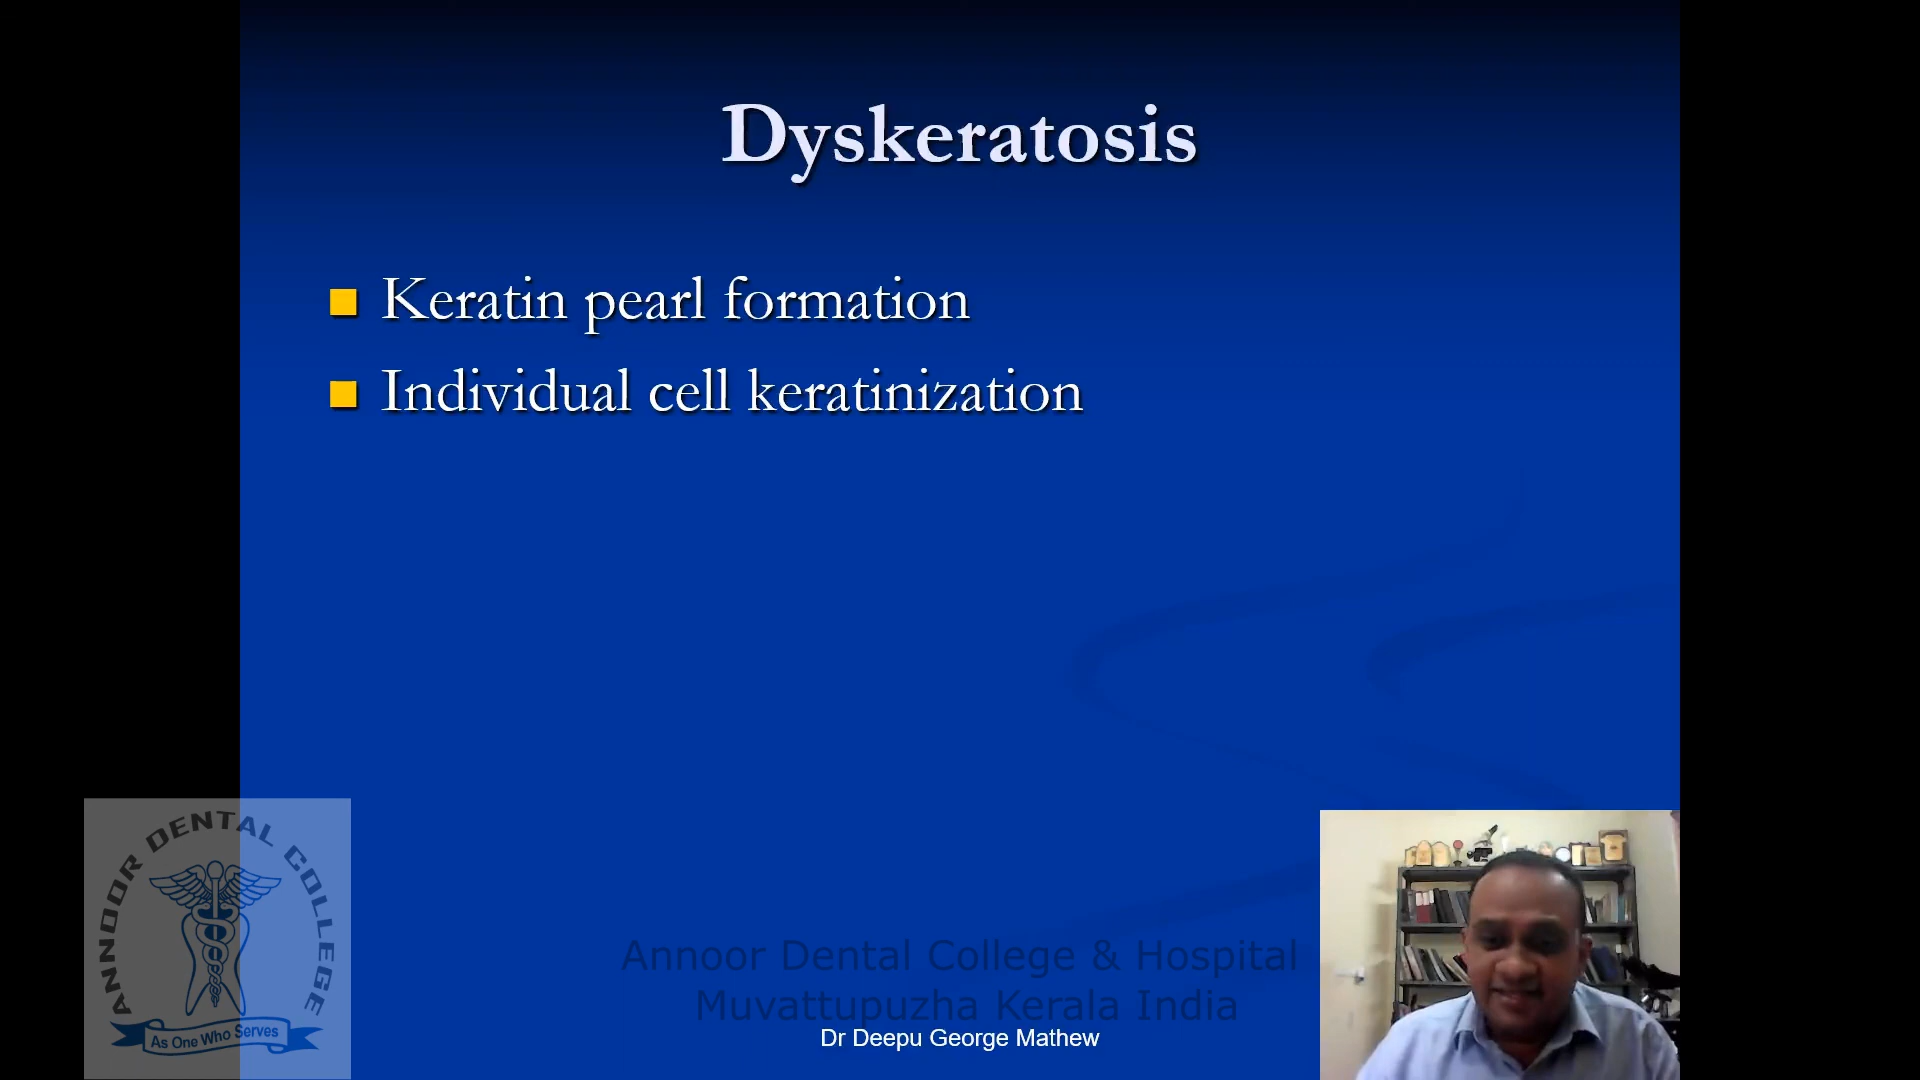 Dyskeratosis
Keratin pearl formation
Individual cell keratinization
ANNOOR DENTAL COLLEGE
As One Who Serves
Annoor Dental College & Hospital
Muvattupuzha Kerala India
Dr Deepu George Mathew